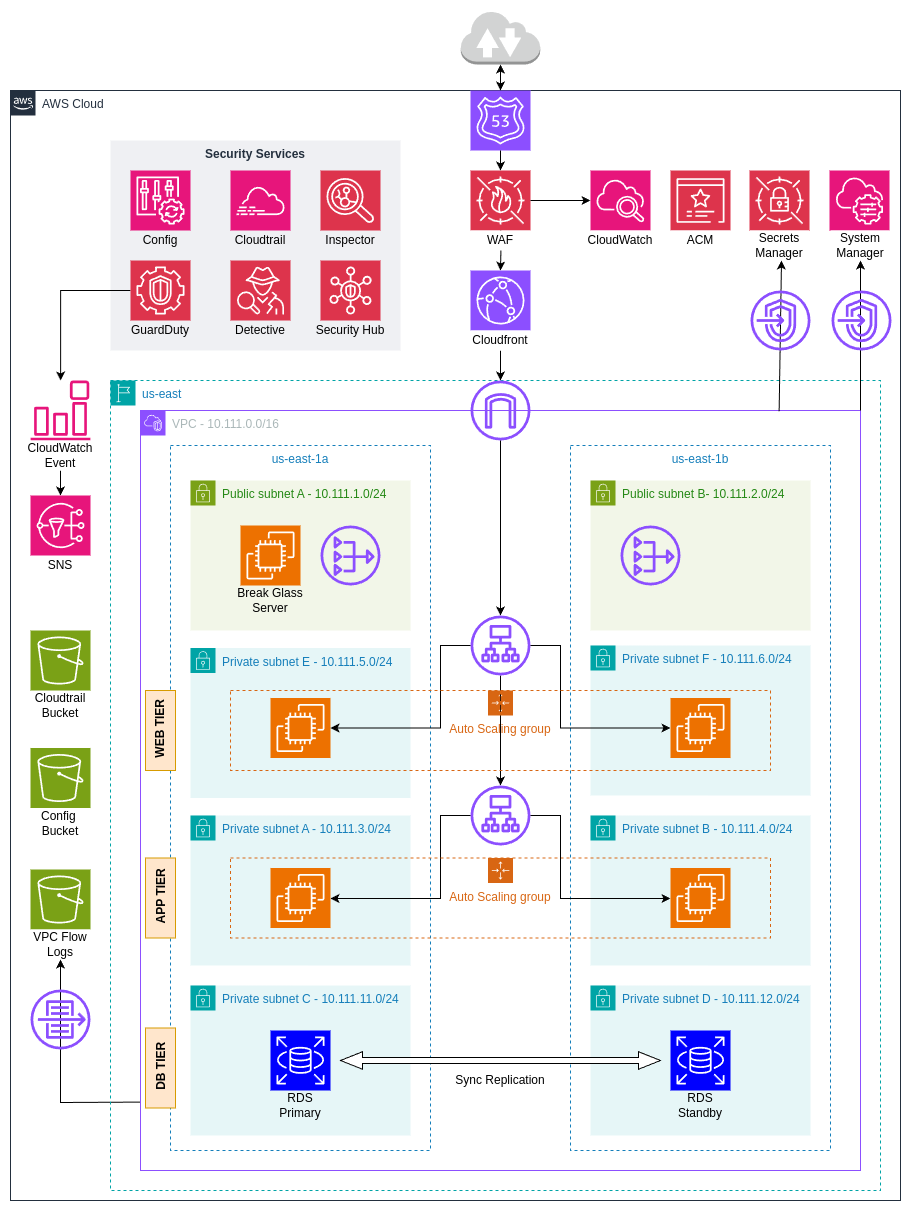 aws
AWS Cloud
53
Security Services
Config
Cloudtrail
Inspector
GuardDuty
Detective
Security Hub
WAF
CloudWatch
ACM
Secrets
Manager
System
Manager
Cloudfront
CloudWatch
Event
SNS
Cloudtrail
Bucket
Config
Bucket
VPC Flow
Logs
us-east
VPC - 10.111.0.0/16
us-east-1a
us-east-1b
Public subnet A - 10.111.1.0/24
Public subnet B- 10.111.2.0/24
Break Glass
Server
Private subnet E - 10.111.5.0/24
Private subnet F - 10.111.6.0/24
WEB TIER
Auto Scaling group
Private subnet A - 10.111.3.0/24
Private subnet B - 10.111.4.0/24
APP TIER
Auto Scaling group
Private subnet C - 10.111.11.0/24
Private subnet D - 10.111.12.0/24
DB TIER
RDS
Primary
Sync Replication
RDS
Standby